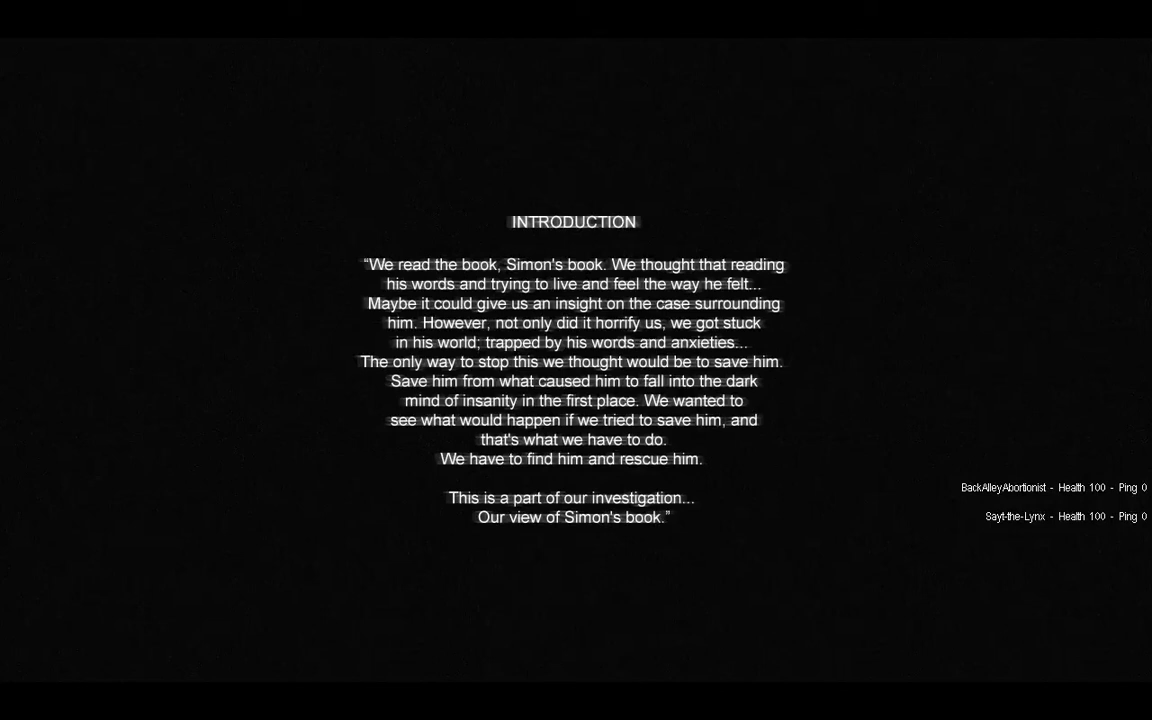 INTRODUCTION
“We read the book, Simon's book. We thought that reading
his words and trying to live and feel the way he felt...
Maybe it could give us an insight on the case surrounding
him. However, not only did it horrify us, we got stuck
in his world; trapped by his words and anxieties...
The only way to stop this we thought would be to save him.
Save him from what caused him to fall into the dark
mind of insanity in the first place. We wanted to
see what would happen if we tried to save him, and
that's what we have to do.
We have to find him and rescue him.
This is a part of our investigation...
Our view of Simon's book.”
BackAlleyAbortionist - Health 100 - Ping 0
Sayt-the-Lynx - Health 100 - Ping 0